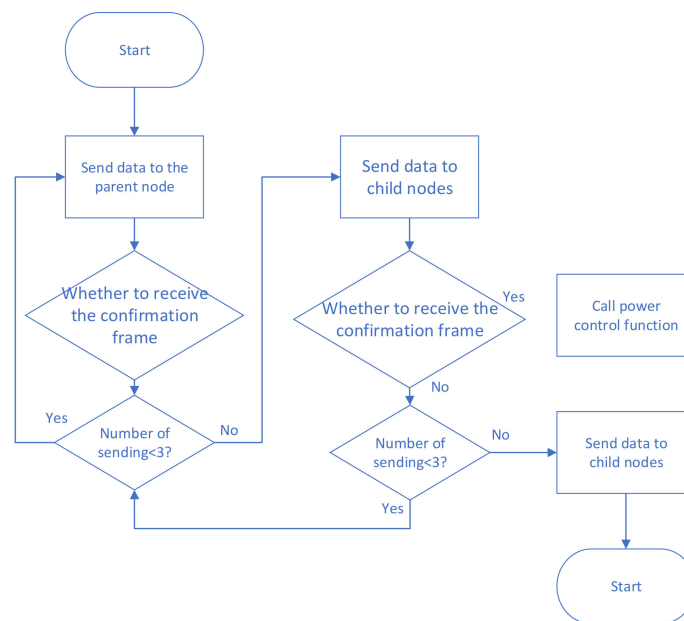 Start
Send data to the
parent node
Send data to
child nodes
Whether to receive
the confirmation
frame
Whether to receive the
confirmation frame
Yes
Call power
control function
No
Yes
Number of
sending<3?
No
Number of
sending<3?
No
Send data to
child nodes
Yes
Start